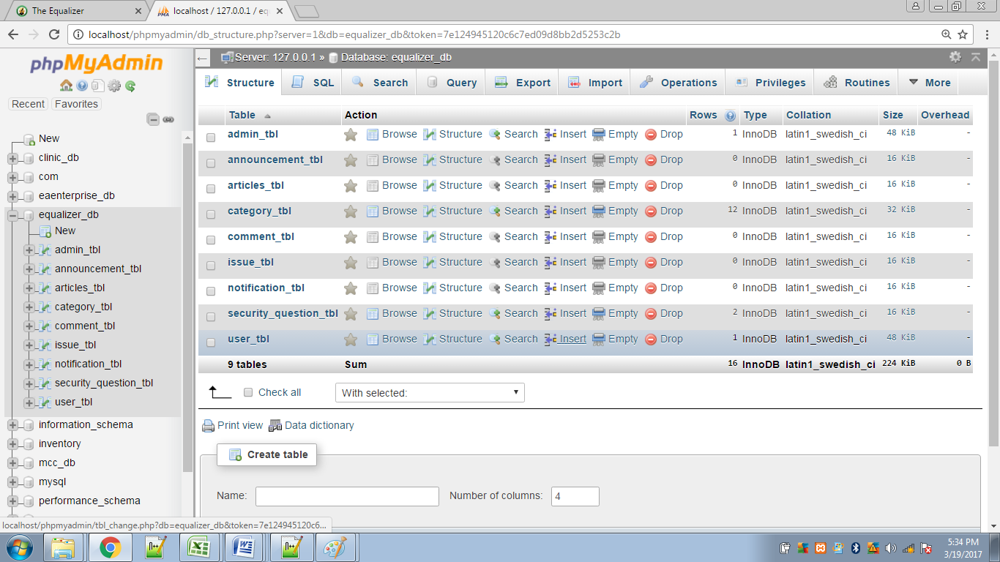 The Equalizer
localhost / 127.0.0.1 / eq
localhost/phpmyadmin/db_structure.php?server=1&db=equalizer_db&token=7e124945120c6c7ed09d8bb2d5253c2b
phpMyAdmin
Recent Favorites
New
clinic_db
com
eaenterprise_db
equalizer_db
New
admin_tbl
announcement_tbl
articles_tbl
category_tbl
comment_tbl
issue_tbl
notification_tbl
security_question_tbl
user_tbl
information_schema
inventory
mcc_db
mysql
performance_schema
Server: 127.0.0.1 » Database: equalizer_db
Structure SQL Search Query Export Import Operations Privileges Routines More
Table Action Rows Type Collation Size Overhead
admin_tbl Browse Structure Search Insert Empty Drop 1 InnoDB latin1_swedish_ci 48 KiB -
announcement_tbl Browse Structure Search Insert Empty Drop 0 InnoDB latin1_swedish_ci 16 KiB -
articles_tbl Browse Structure Search Insert Empty Drop 0 InnoDB latin1_swedish_ci 16 KiB -
category_tbl Browse Structure Search Insert Empty Drop 12 InnoDB latin1_swedish_ci 32 KiB -
comment_tbl Browse Structure Search Insert Empty Drop 0 InnoDB latin1_swedish_ci 16 KiB -
issue_tbl Browse Structure Search Insert Empty Drop 0 InnoDB latin1_swedish_ci 16 KiB -
notification_tbl Browse Structure Search Insert Empty Drop 0 InnoDB latin1_swedish_ci 16 KiB -
security_question_tbl Browse Structure Search Insert Empty Drop 2 InnoDB latin1_swedish_ci 16 KiB -
user_tbl Browse Structure Search Insert Empty Drop 1 InnoDB latin1_swedish_ci 48 KiB -
9 tables Sum 16 InnoDB latin1_swedish_ci 224 KiB 0 B
Check all With selected:
Print view Data dictionary
Create table
Name: Number of columns: 4
localhost/phpmyadmin/tbl_change.php?db=equalizer_db&token=7e124945120c6...
5:34 PM
3/19/2017